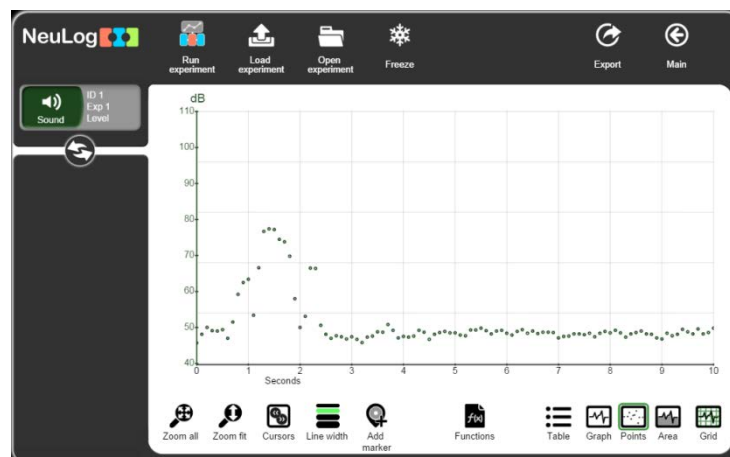 NeuLog
Run
experiment
Load
experiment
Open
experiment
Freeze
Export
Main
Sound
ID 1
Exp 1
Level
dB
110
100
90
80
70
60
50
40
0 1 2 3 4 5 6 7 8 9 10
Seconds
Zoom all
Zoom fit
Cursors
Line width
Add
marker
f(x)
Functions
Table
Graph
Points
Area
Grid